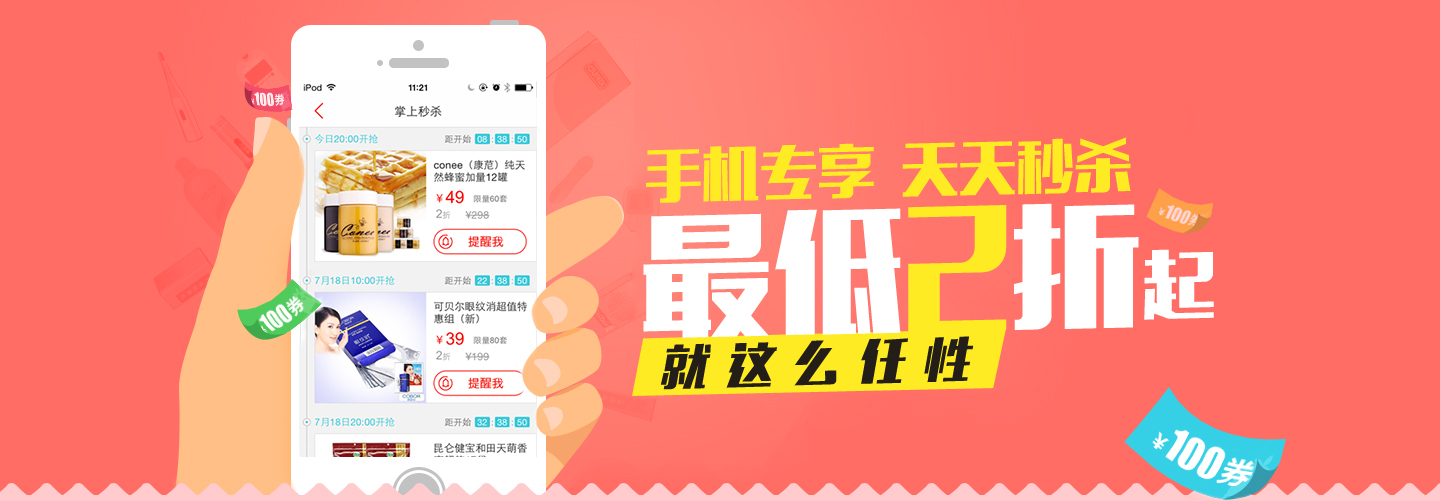 iPod 11:21
掌上秒杀
今日20:00开抢 距开始 08:38:50
conee（康苨）纯天
然蜂蜜加量12罐
￥49 限量60套
2折 ¥298
提醒我
Conee
7月18日10:00开抢 距开始 22:38:50
可贝尔眼纹消超值特
惠组（新）
￥39 限量80套
2折 ¥199
提醒我
COBOR
7月18日20:00开抢 距开始 32:38:50
昆仑健宝和田天萌香
100券
100券
手机专享 天天秒杀
最低2折起
就这么任性
¥100券
¥100券